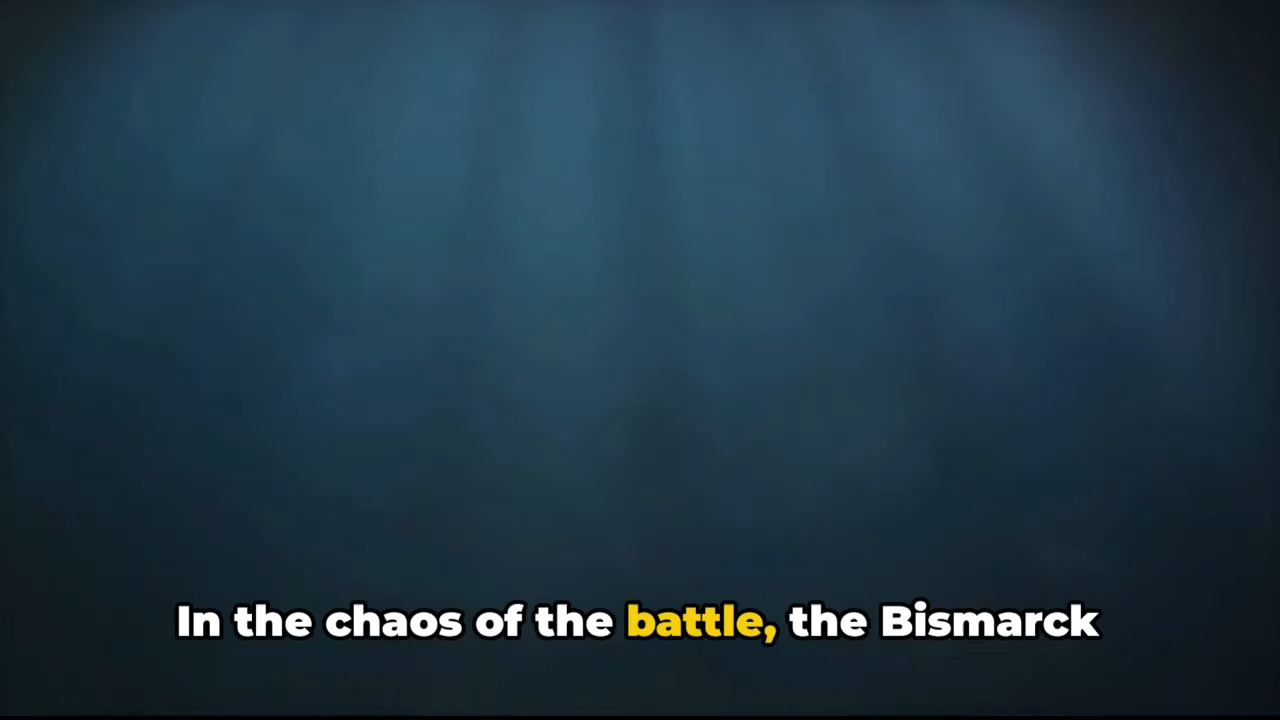 In the chaos of the battle, the Bismarck